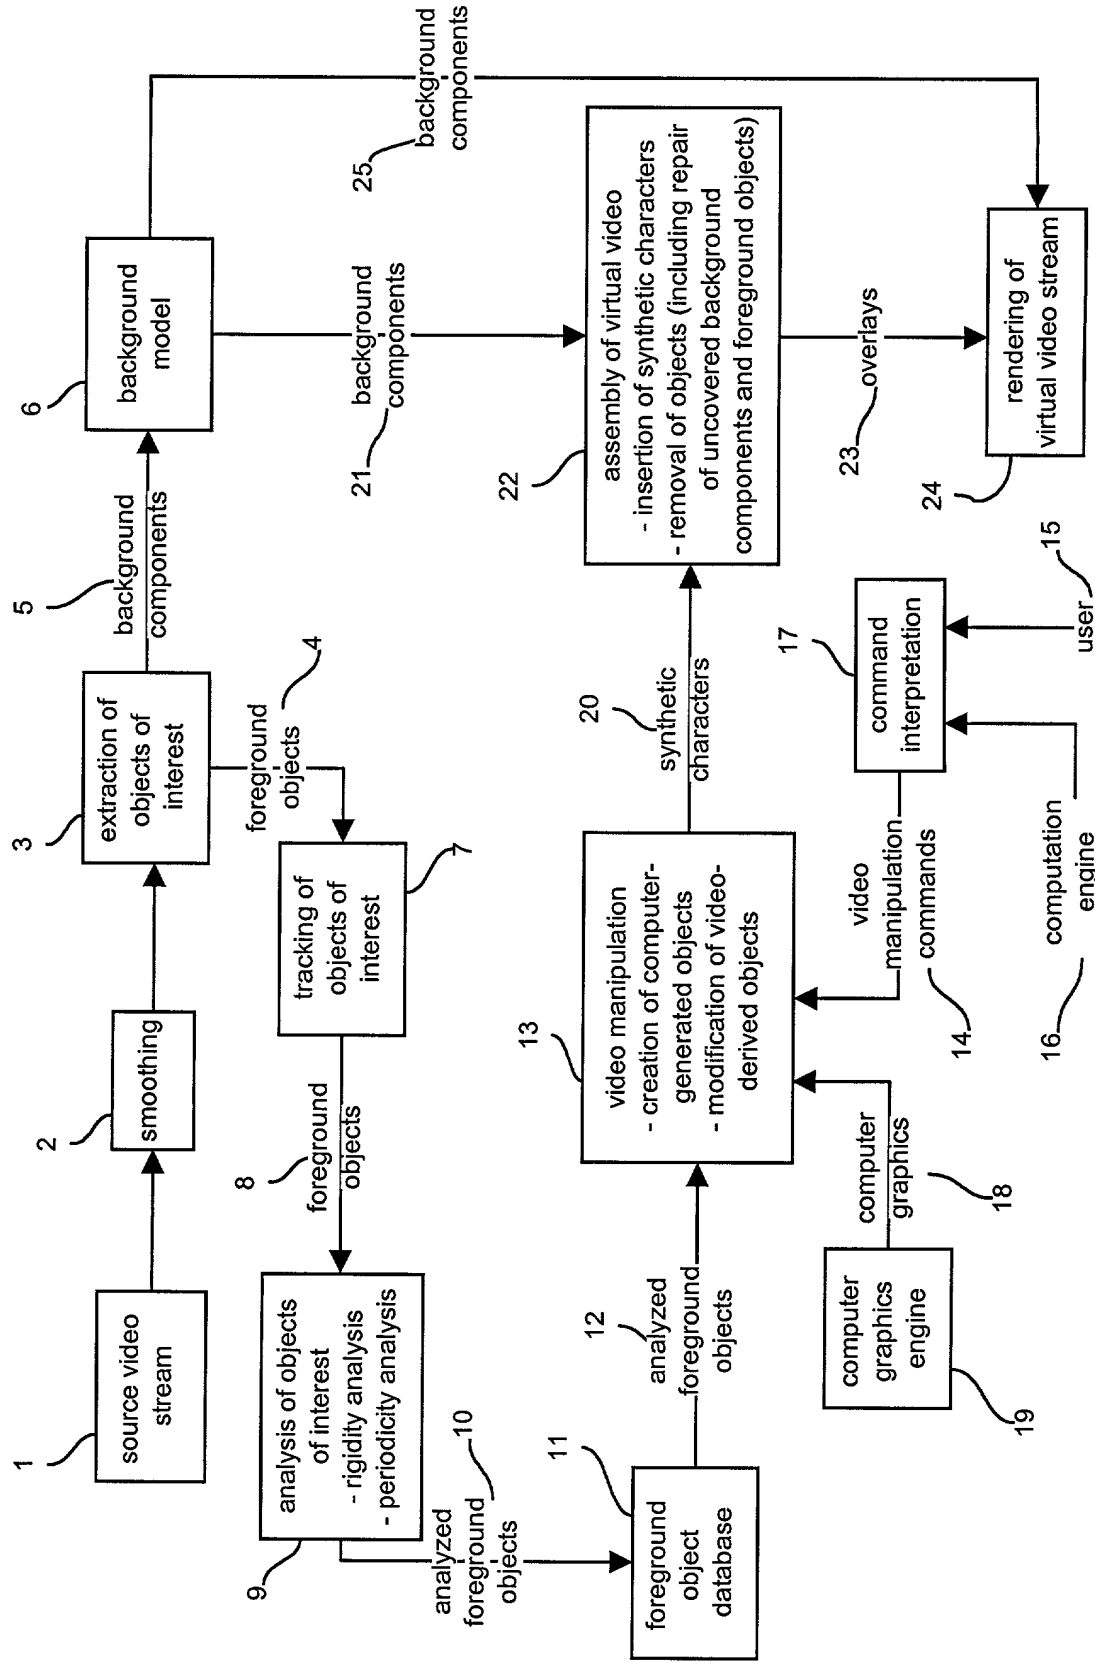 1
source video
stream
2
smoothing
3
extraction of
objects of
interest
5
background
components
6
background
model
25
background
components
4
foreground
objects
7
tracking of
objects of
interest
8
foreground
objects
9
analysis of objects
of interest
- rigidity analysis
- periodicity analysis
10
analyzed
foreground
objects
11
foreground
object
database
12
analyzed
foreground
objects
13
video manipulation
- creation of computer-
generated objects
- modification of video-
derived objects
20
synthetic
characters
21
background
components
22
assembly of virtual video
- insertion of synthetic characters
- removal of objects (including repair
of uncovered background
components and foreground objects)
19
computer
graphics
engine
18
computer
graphics
14
video
manipulation
commands
17
command
interpretation
16
computation
engine
15
user
23
overlays
24
rendering of
virtual video stream